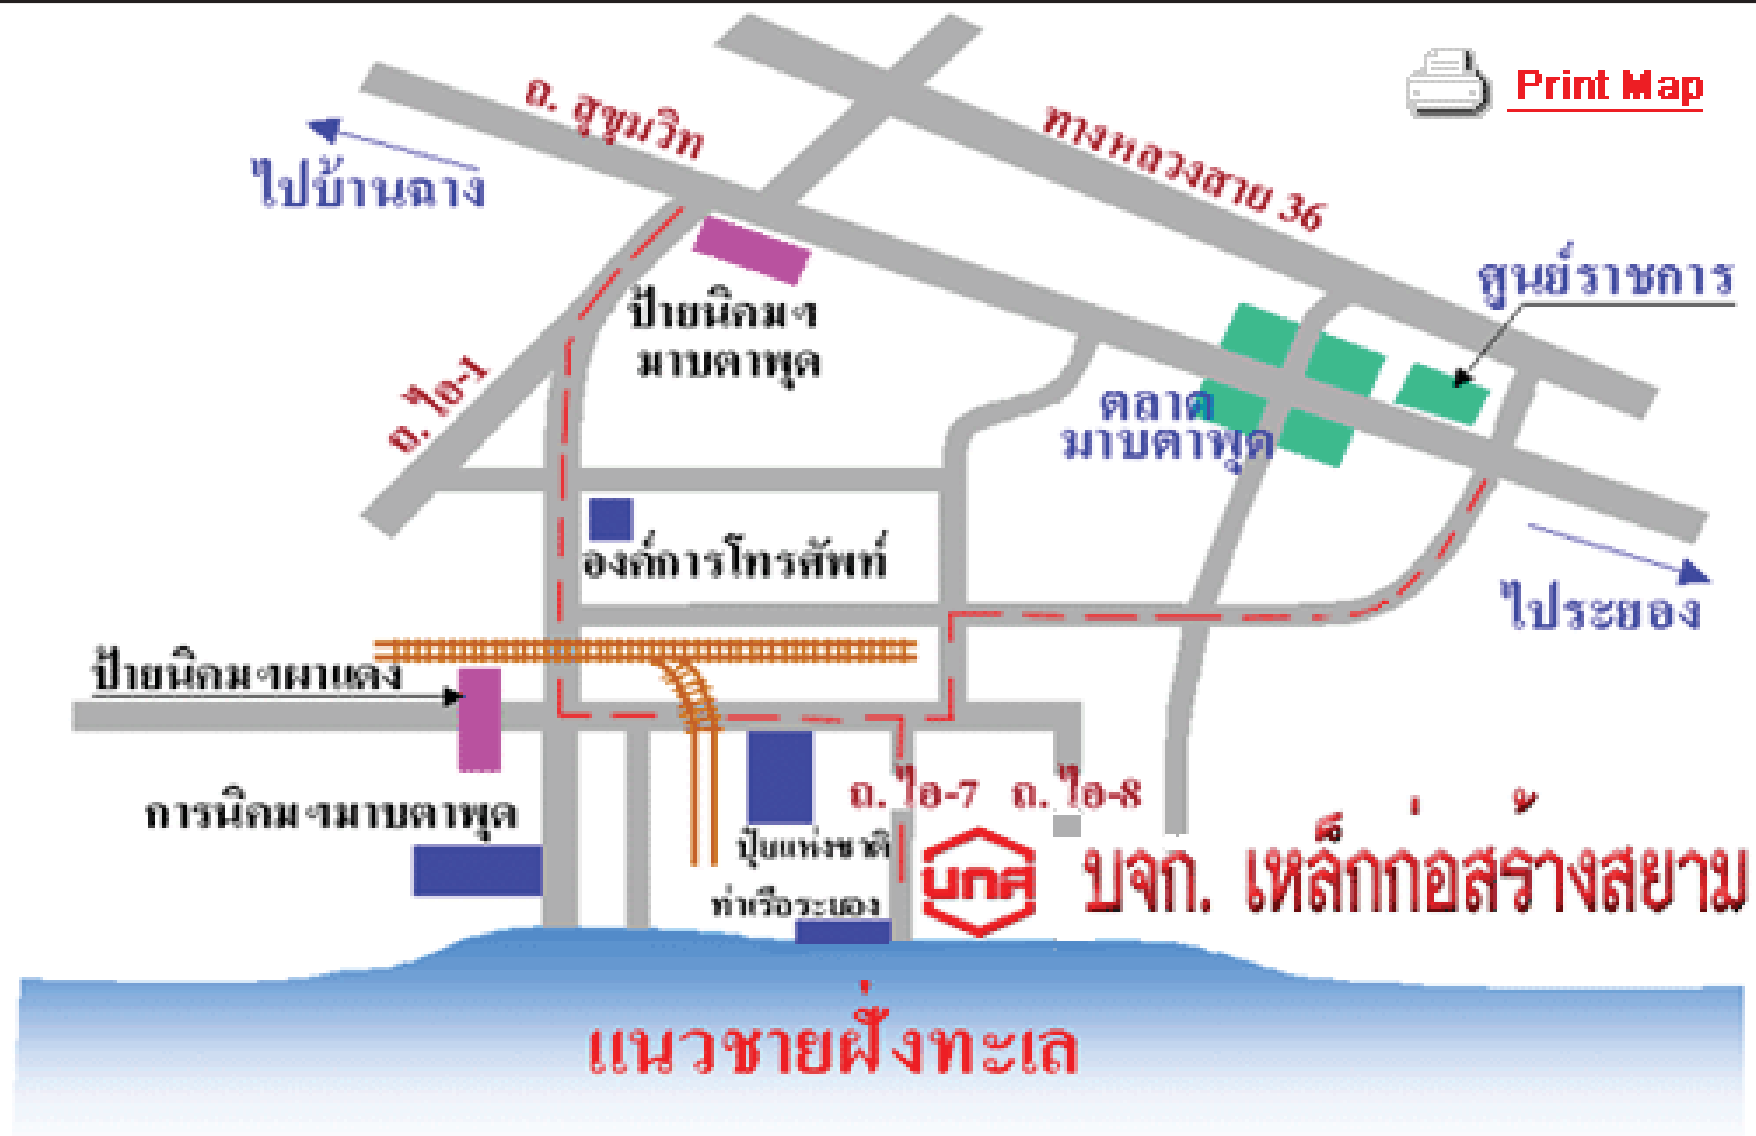 Print Map
ถ. สุขุมวิท
ทางหลวงสาย 36
ไปบ้านฉาง
ศูนย์ราชการ
ป้ายนิคมฯ
มาบตาพุด
ถ. ไอ-1
ตลาด
มาบตาพุด
องค์การโทรศัพท์
ไประยอง
ป้ายนิคมฯผาแดง
การนิคมฯมาบตาพุด
ถ. ไอ-7
ถ. ไอ-8
ปุ๋ยแห่งชาติ
ท่าเรือระยอง
บกส
บจก. เหล็กก่อสร้างสยาม
แนวชายฝั่งทะเล